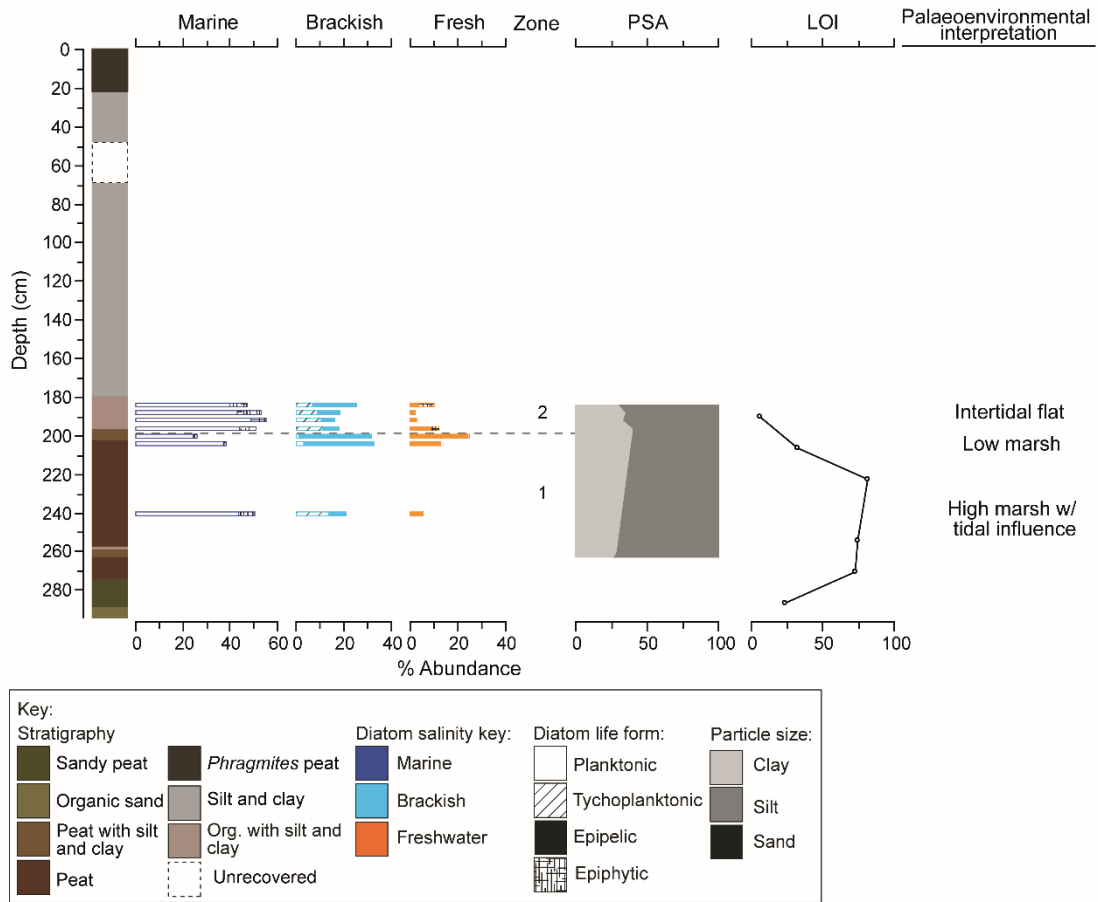 Marine Brackish Fresh Zone PSA LOI Palaeoenvironmental
interpretation
Depth (cm)
0
20
40
60
80
100
120
140
160
180
200
220
240
260
280
2
1
Intertidal flat
Low marsh
High marsh w/
tidal influence
0 20 40 60 0 20 40 0 20 40 0 50 100 0 25 50 75 100
% Abundance
Key:
Stratigraphy
Sandy peat
Organic sand
Peat with silt
and clay
Peat
Phragmites peat
Silt and clay
Org. with silt and
clay
Unrecovered
Diatom salinity key:
Marine
Brackish
Freshwater
Diatom life form:
Planktonic
Tychoplanktonic
Epipelic
Epiphytic
Particle size:
Clay
Silt
Sand